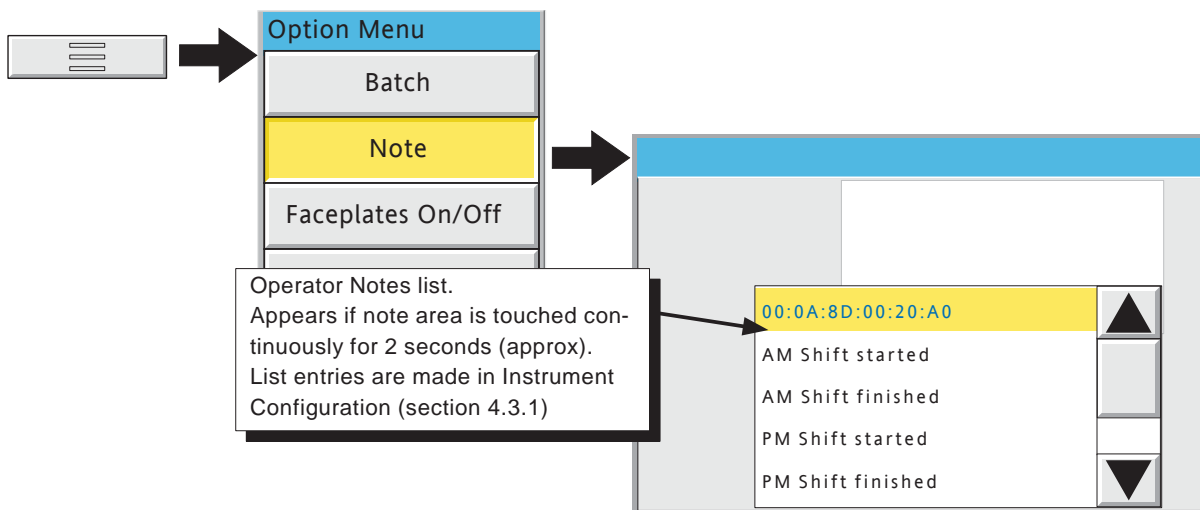 Option Menu
Batch
Note
Faceplates On/Off
Operator Notes list.
Appears if note area is touched con-
tinuously for 2 seconds (approx).
List entries are made in Instrument
Configuration (section 4.3.1)
00:0A:8D:00:20:A0
AM Shift started
AM Shift finished
PM Shift started
PM Shift finished